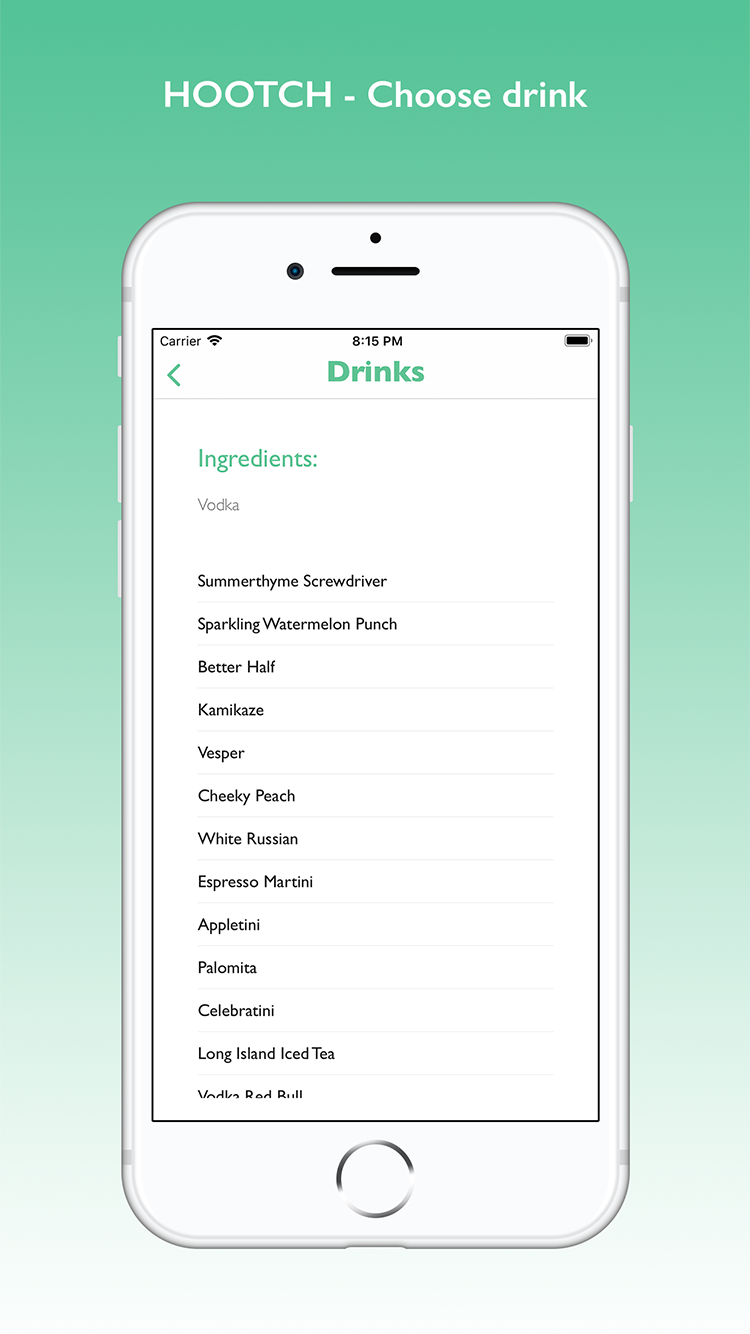 HOOTCH - Choose drink
Carrier 8:15 PM
Drinks
Ingredients:
Vodka
Summerthyme Screwdriver
Sparkling Watermelon Punch
Better Half
Kamikaze
Vesper
Cheeky Peach
White Russian
Espresso Martini
Appletini
Palomita
Celebratini
Long Island Iced Tea
Vodka Red Bull